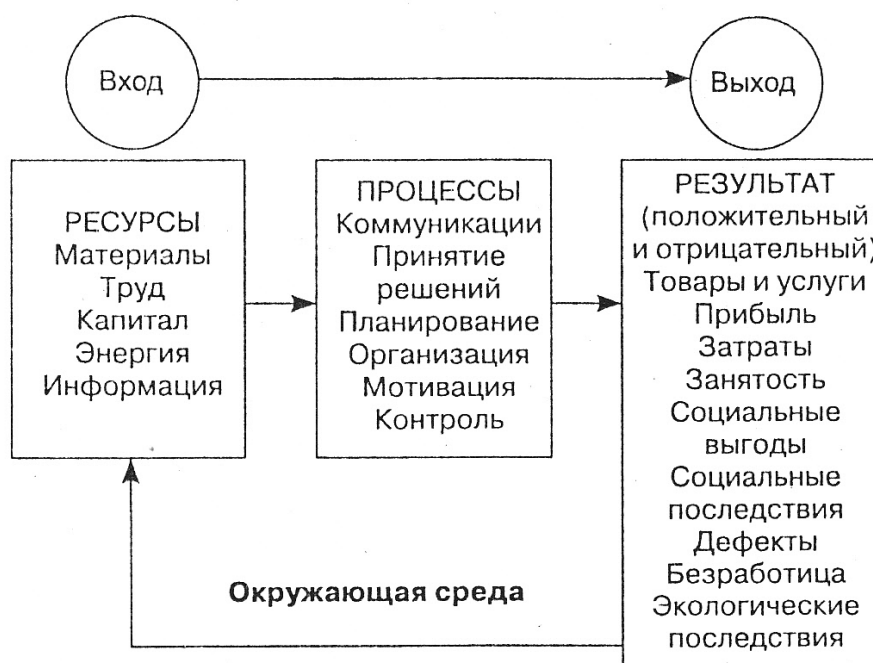 Вход
Выход
РЕСУРСЫ
Материалы
Труд
Капитал
Энергия
Информация
ПРОЦЕССЫ
Коммуникации
Принятие
решений
Планирование
Организация
Мотивация
Контроль
РЕЗУЛЬТАТ
(положительный
и отрицательный)
Товары и услуги
Прибыль
Затраты
Занятость
Социальные
выгоды
Социальные
последствия
Дефекты
Безработица
Экологические
последствия
Окружающая среда